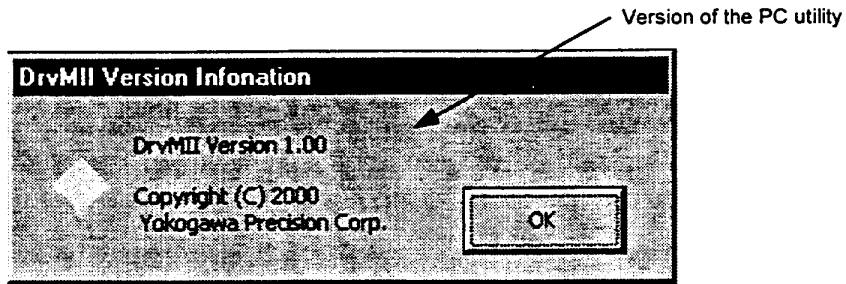 Version of the PC utility
DrvMII Version Infonation
DrvMII Version 1.00
Copyright (C) 2000
Yokogawa Precision Corp.
OK